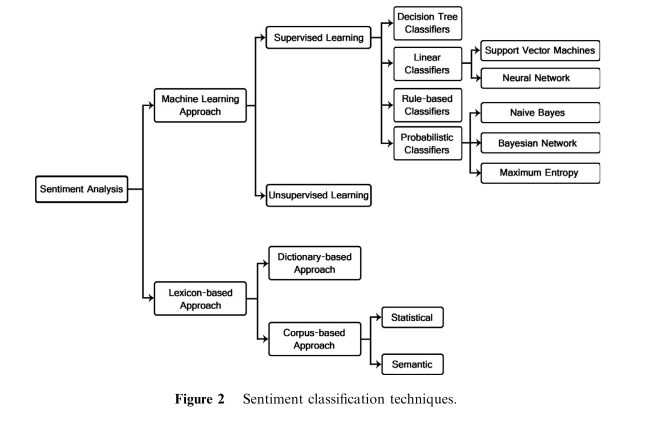 Decision Tree
Classifiers
Supervised Learning
Linear
Classifiers
Support Vector Machines
Neural Network
Machine Learning
Approach
Rule-based
Classifiers
Naive Bayes
Probabilistic
Classifiers
Bayesian Network
Maximum Entropy
Sentiment Analysis
Unsupervised Learning
Dictionary-based
Approach
Lexicon-based
Approach
Statistical
Corpus-based
Approach
Semantic
Figure 2 Sentiment classification techniques.